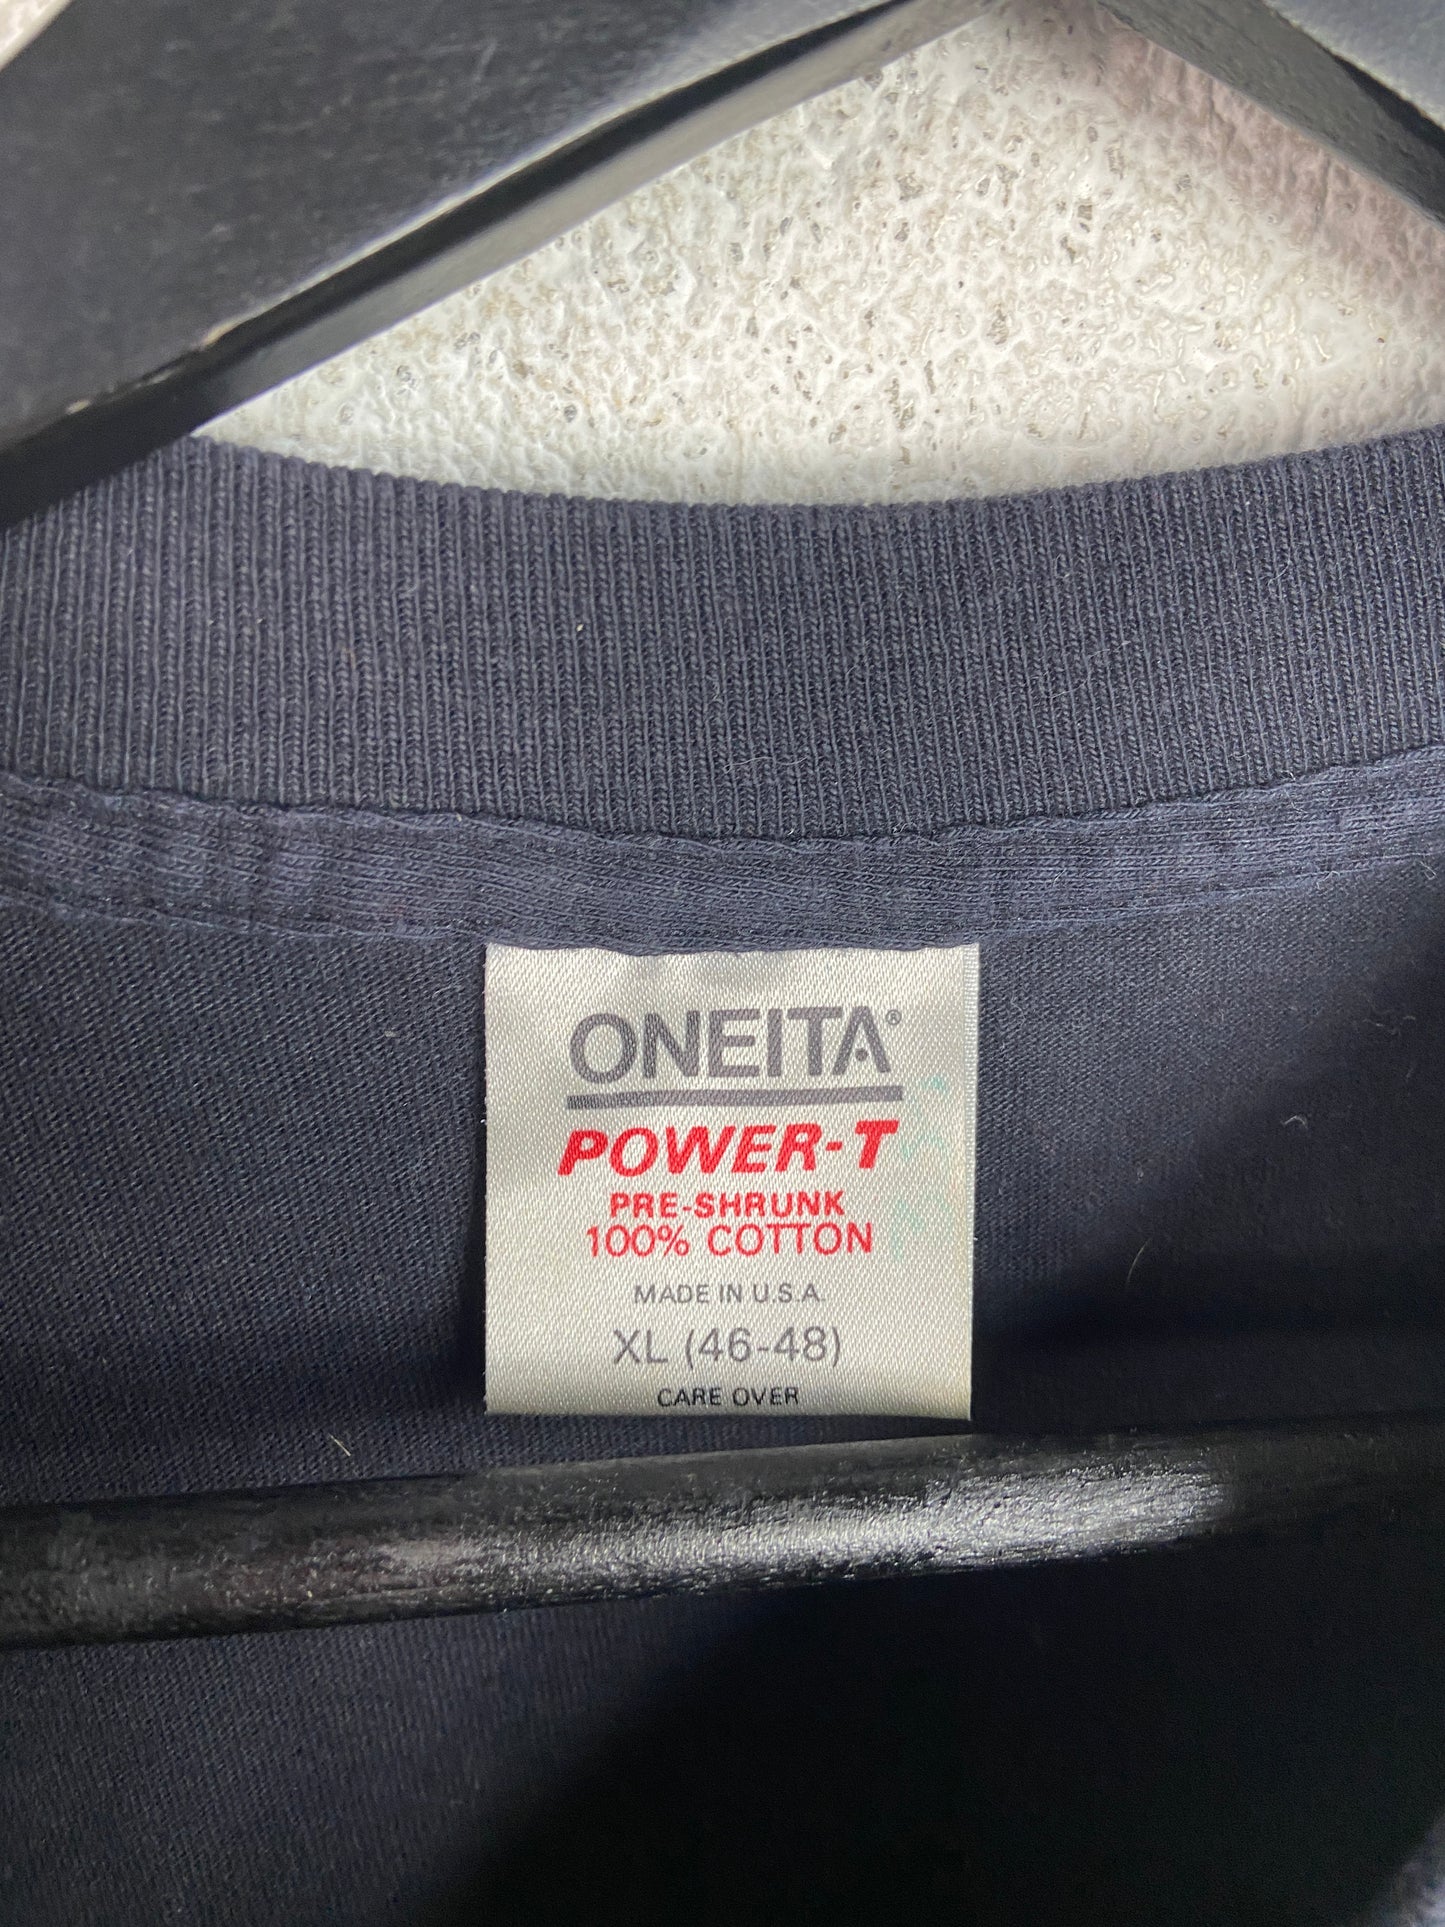 ONEITA®
POWER-T
PRE-SHRUNK
100% COTTON
MADE IN U.S.A.
XL (46-48)
CARE OVER